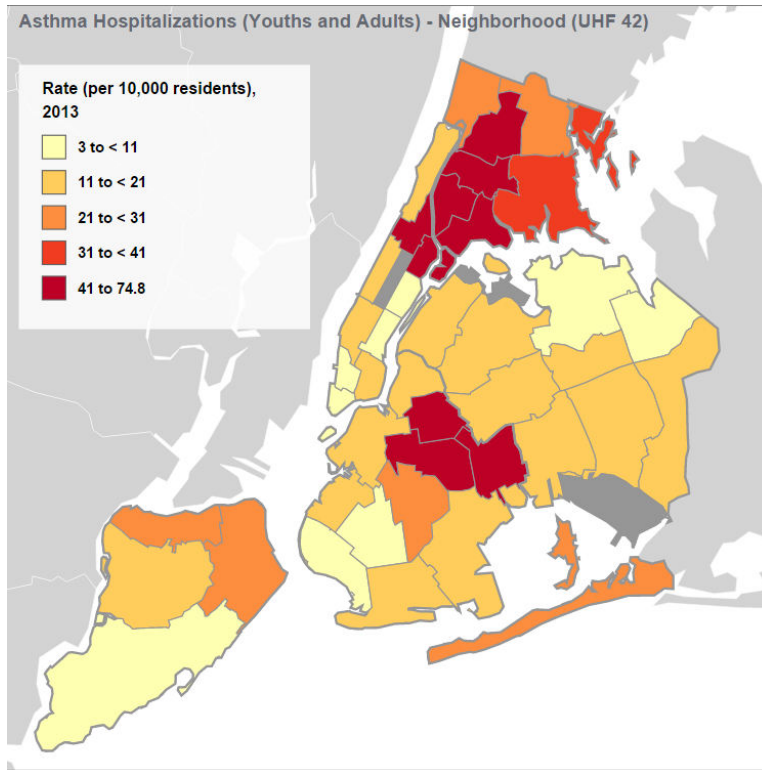 Asthma Hospitalizations (Youths and Adults) - Neighborhood (UHF 42)
Rate (per 10,000 residents),
2013
3 to < 11
11 to < 21
21 to < 31
31 to < 41
41 to 74.8